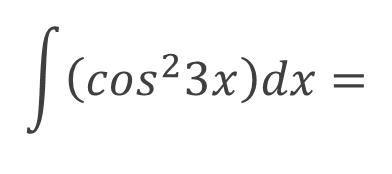 ∫(cos²3x)dx =